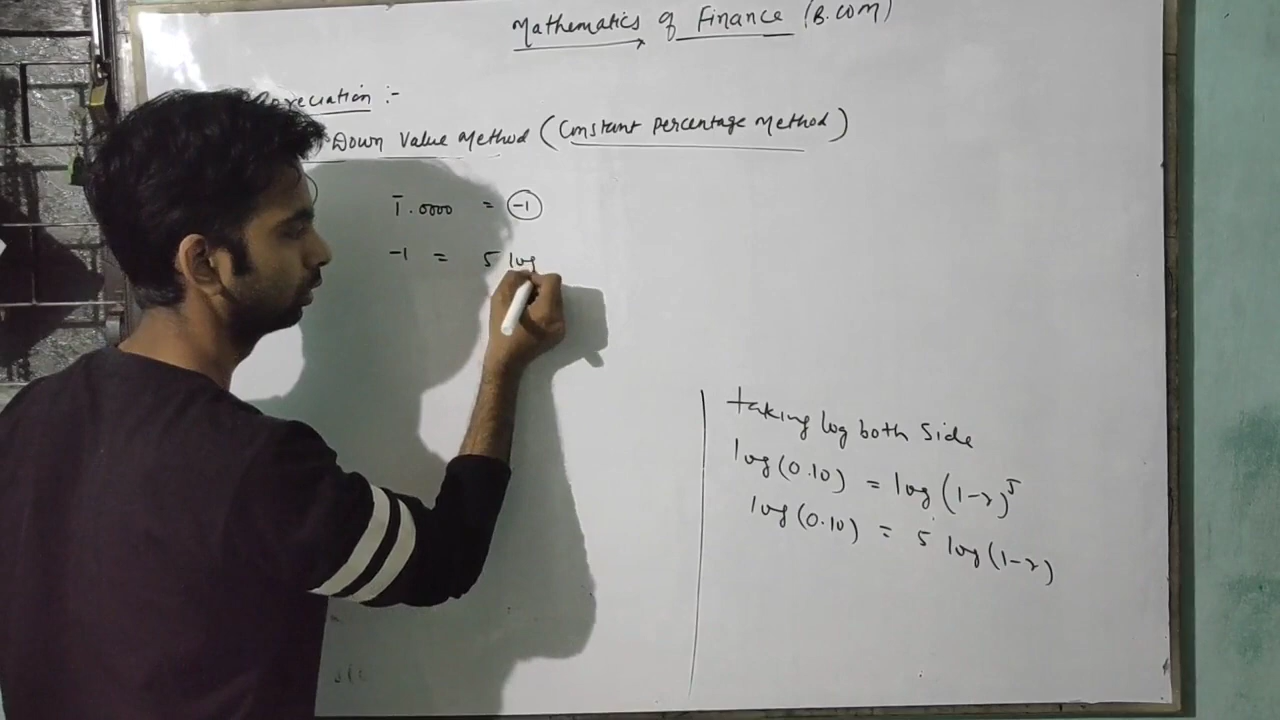 Mathematics of Finance (B.COM)
preciation :-
Down Value Method (Constant Percentage Method)
1̄.0000 = -1
-1 = 5 log
taking log both side
log(0.10) = log(1-r)⁵
log(0.10) = 5 log(1-r)